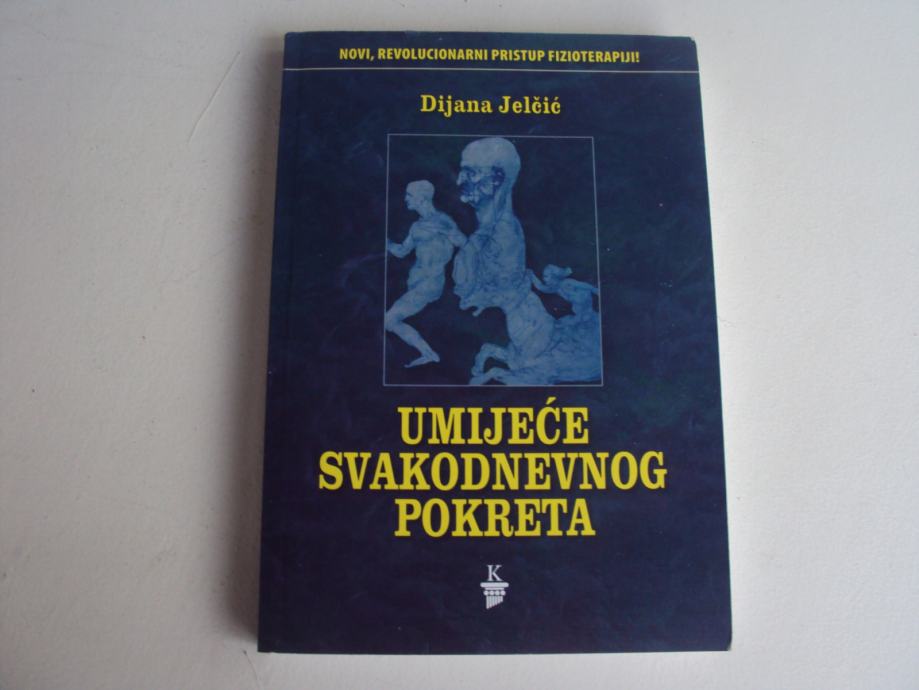 NOVI, REVOLUCIONARNI PRISTUP FIZIOTERAPIJI!
Dijana Jelčić
UMIJEĆE
SVAKODNEVNOG
POKRETA
K